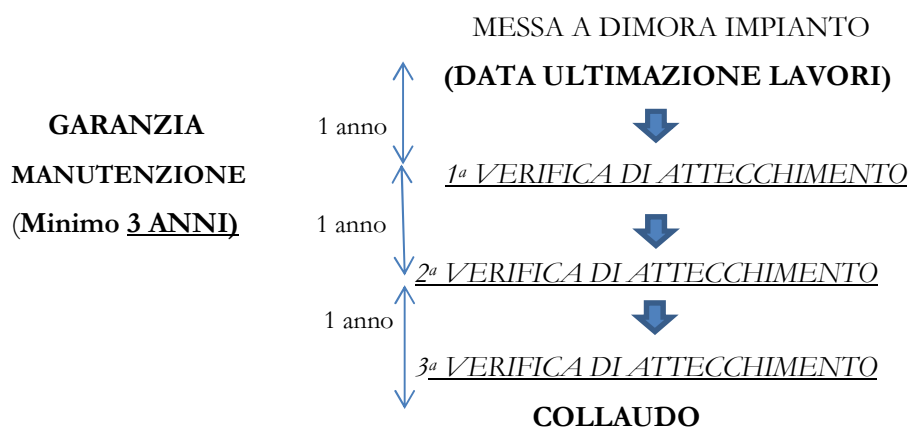 MESSA A DIMORA IMPIANTO
(DATA ULTIMAZIONE LAVORI)
GARANZIA
MANUTENZIONE
(Minimo 3 ANNI)
1 anno
1ª VERIFICA DI ATTECCHIMENTO
1 anno
2ª VERIFICA DI ATTECCHIMENTO
1 anno
3ª VERIFICA DI ATTECCHIMENTO
COLLAUDO